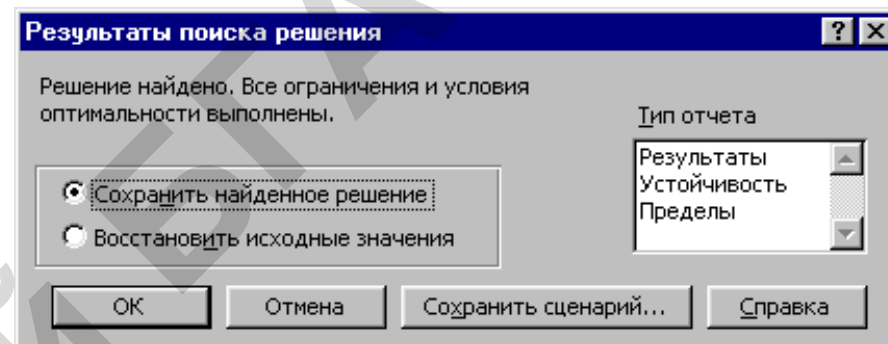 Результаты поиска решения
Решение найдено. Все ограничения и условия
оптимальности выполнены.
Тип отчета
Результаты
Устойчивость
Пределы
Сохранить найденное решение
Восстановить исходные значения
ОК
Отмена
Сохранить сценарий...
Справка